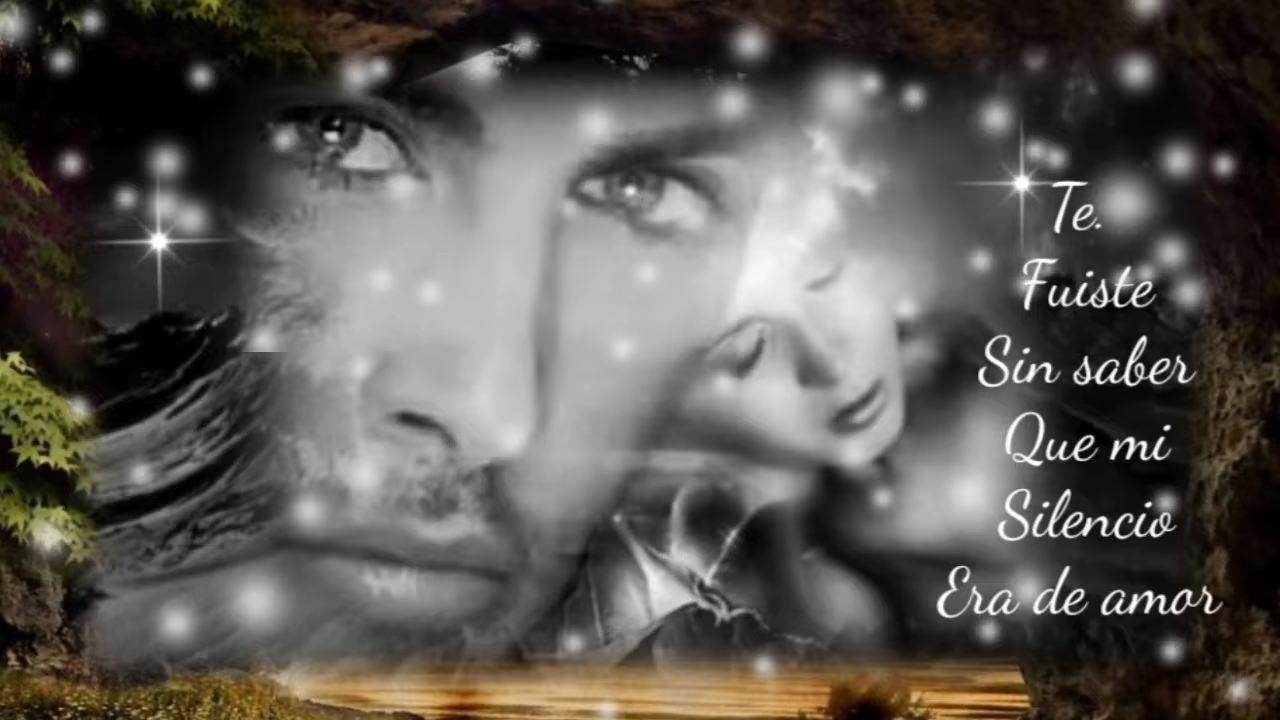 Te.
Fuiste
Sin saber
Que mi
Silencio
Era de amor